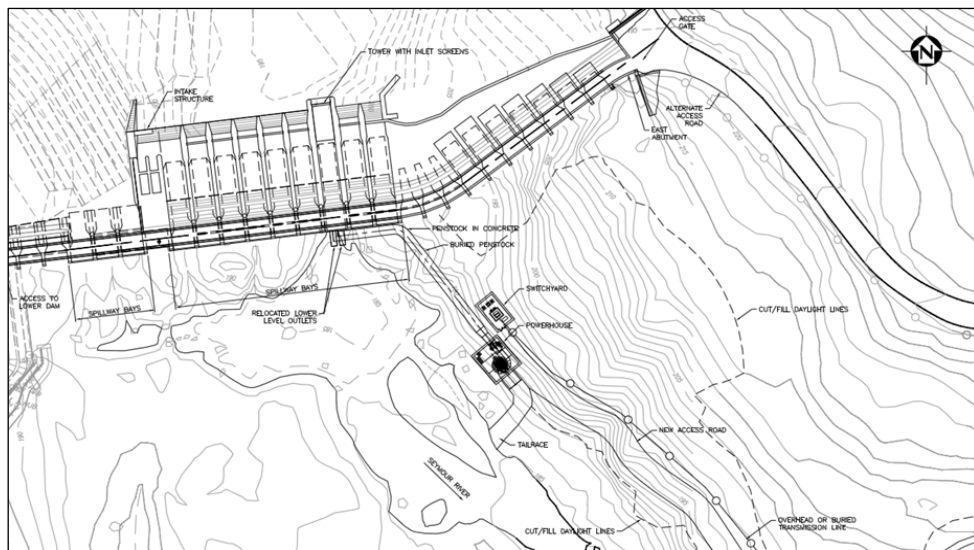 ACCESS
GATE
N
TOWER WITH INLET SCREENS
INTAKE
STRUCTURE
ALTERNATE
ACCESS
ROAD
EAST
ABUTMENT
PENSTOCK IN CONCRETE
BURIED PENSTOCK
ACCESS TO
LOWER DAM
SPILLWAY BAYS
SPILLWAY BAYS
RELOCATED LOWER
LEVEL OUTLETS
SWITCHYARD
POWERHOUSE
CUT/FILL DAYLIGHT LINES
NEW ACCESS ROAD
TAILRACE
SEYMOUR RIVER
CUT/FILL DAYLIGHT LINES
OVERHEAD OR BURIED
TRANSMISSION LINE